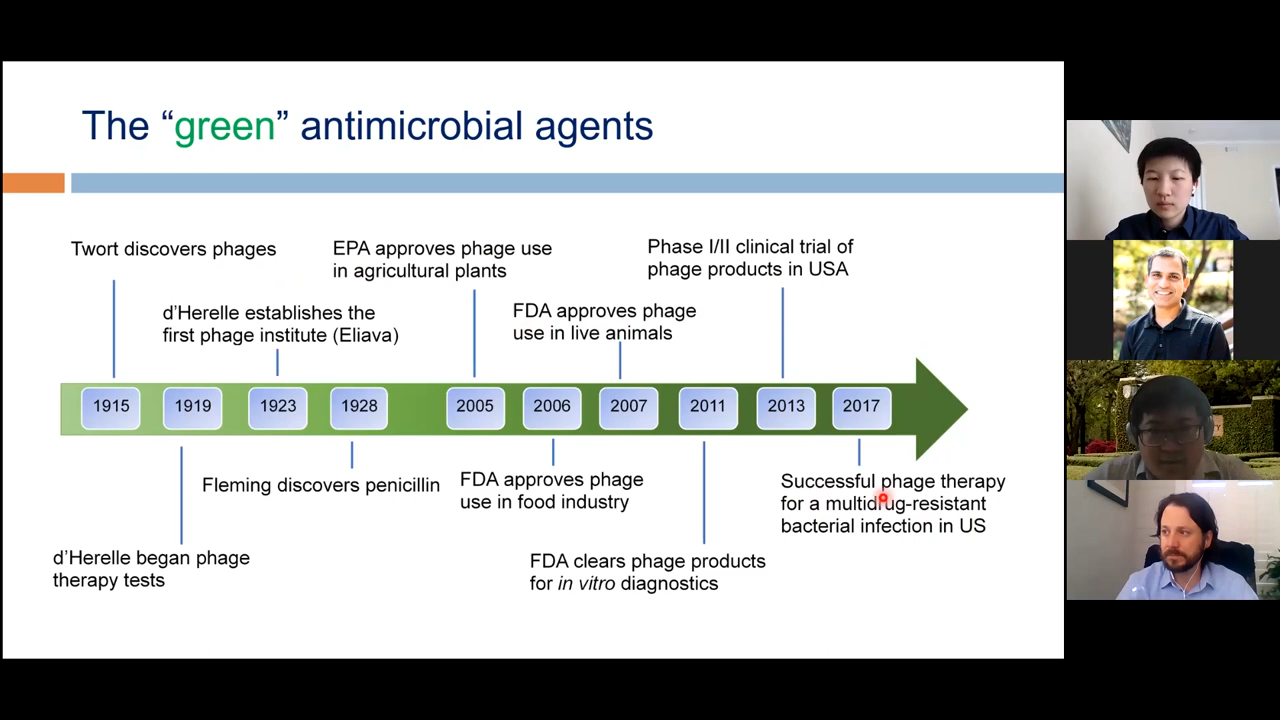 The “green” antimicrobial agents
Twort discovers phages
EPA approves phage use
in agricultural plants
Phase I/II clinical trial of
phage products in USA
d’Herelle establishes the
first phage institute (Eliava)
FDA approves phage
use in live animals
1915 1919 1923 1928 2005 2006 2007 2011 2013 2017
Fleming discovers penicillin
FDA approves phage
use in food industry
Successful phage therapy
for a multidrug-resistant
bacterial infection in US
d’Herelle began phage
therapy tests
FDA clears phage products
for in vitro diagnostics